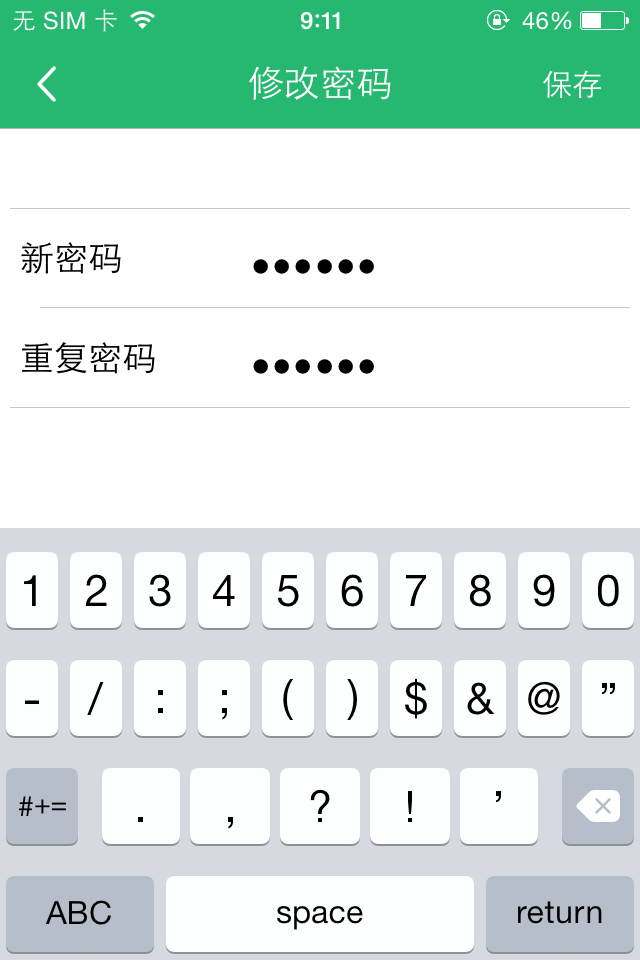 无 SIM 卡 9:11 46%
修改密码 保存
新密码 ●●●●●●
重复密码 ●●●●●●
1 2 3 4 5 6 7 8 9 0
- / : ; ( ) $ & @ ”
#+= . , ? ! ’
ABC space return